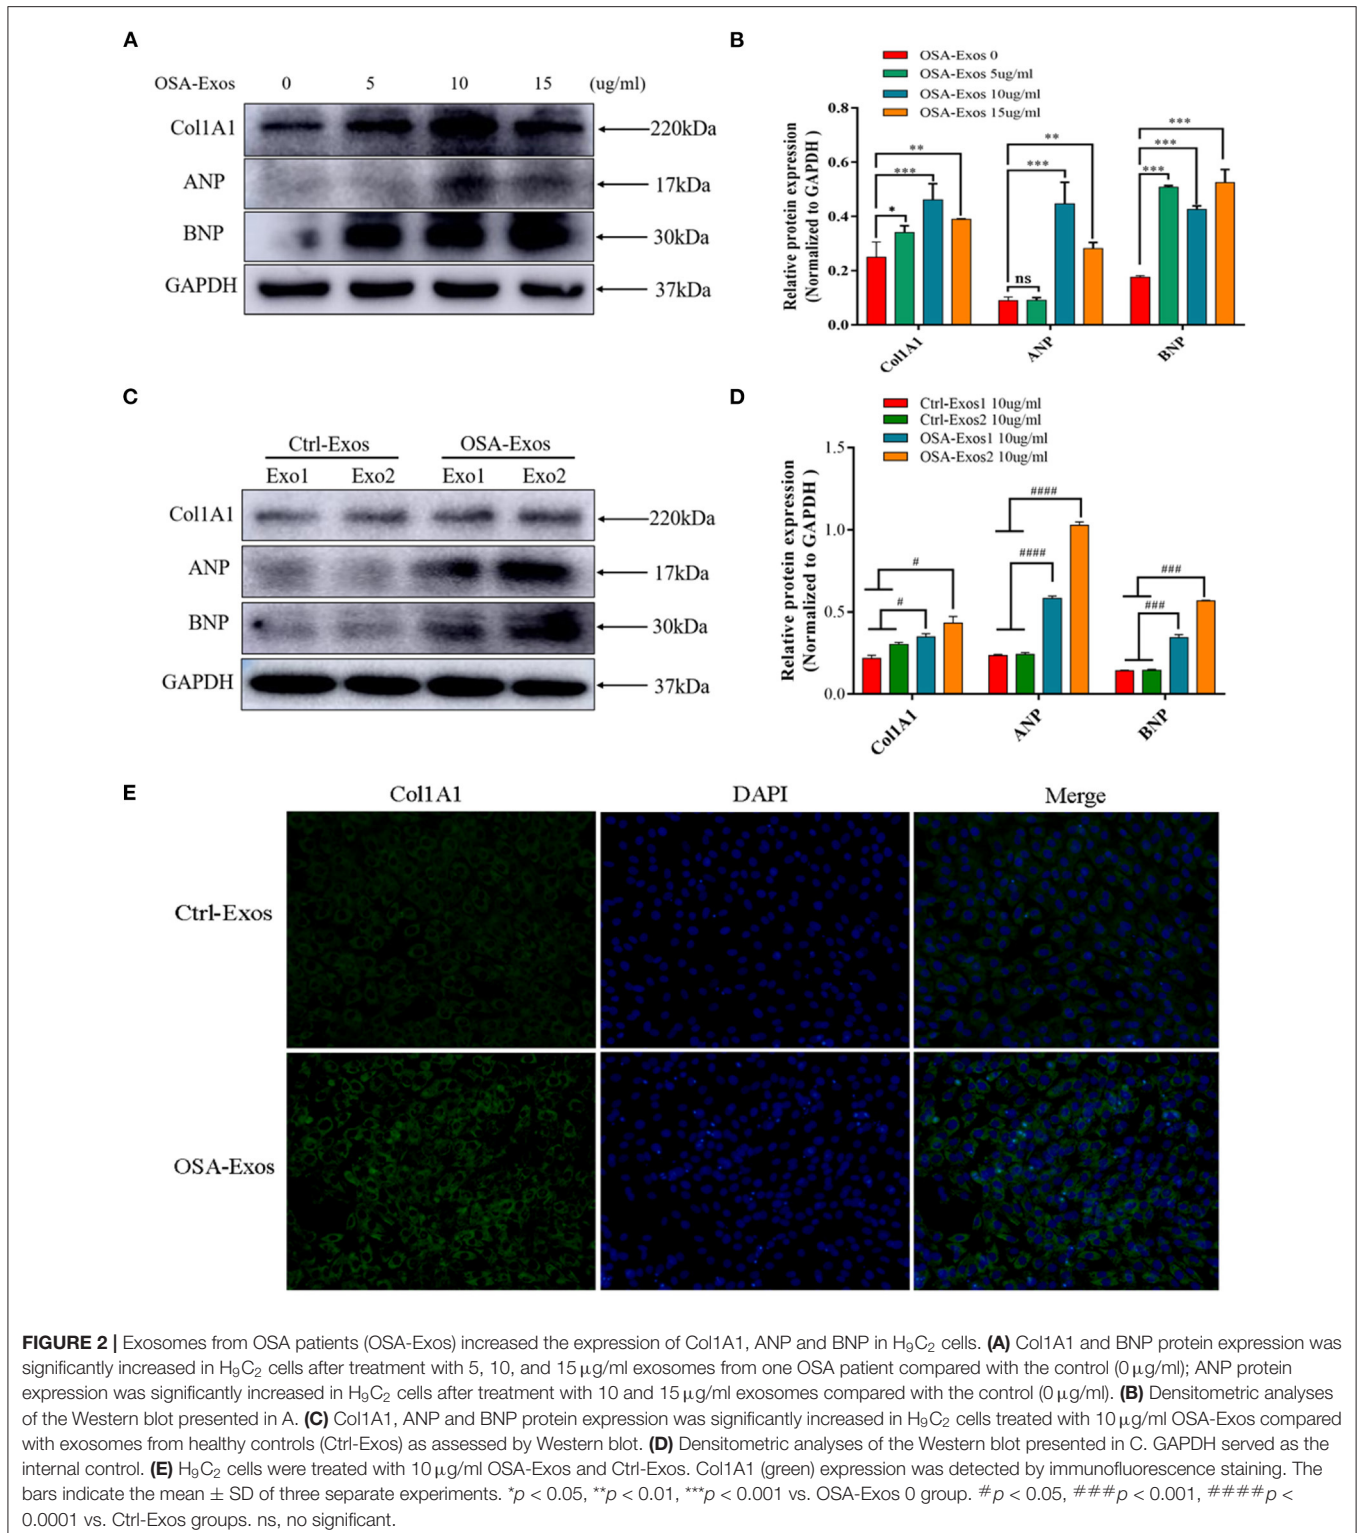 A
OSA-Exos 0 5 10 15 (ug/ml)
Col1A1 220kDa
ANP 17kDa
BNP 30kDa
GAPDH 37kDa
B
OSA-Exos 0
OSA-Exos 5ug/ml
OSA-Exos 10ug/ml
OSA-Exos 15ug/ml
Relative protein expression
(Normalized to GAPDH )
0.8
0.6
0.4
0.2
0.0
*
***
**
ns
***
**
***
***
***
Col1A1 ANP BNP
C
Ctrl-Exos OSA-Exos
Exo1 Exo2 Exo1 Exo2
Col1A1 220kDa
ANP 17kDa
BNP 30kDa
GAPDH 37kDa
D
Ctrl-Exos1 10ug/ml
Ctrl-Exos2 10ug/ml
OSA-Exos1 10ug/ml
OSA-Exos2 10ug/ml
Relative protein expression
(Normalized to GAPDH )
1.5
1.0
0.5
0.0
#
#
####
####
###
###
Col1A1 ANP BNP
E
Col1A1 DAPI Merge
Ctrl-Exos
OSA-Exos
FIGURE 2 | Exosomes from OSA patients (OSA-Exos) increased the expression of Col1A1, ANP and BNP in H₉C₂ cells. (A) Col1A1 and BNP protein expression was
significantly increased in H₉C₂ cells after treatment with 5, 10, and 15 μg/ml exosomes from one OSA patient compared with the control (0 μg/ml); ANP protein
expression was significantly increased in H₉C₂ cells after treatment with 10 and 15 μg/ml exosomes compared with the control (0 μg/ml). (B) Densitometric analyses
of the Western blot presented in A. (C) Col1A1, ANP and BNP protein expression was significantly increased in H₉C₂ cells treated with 10 μg/ml OSA-Exos compared
with exosomes from healthy controls (Ctrl-Exos) as assessed by Western blot. (D) Densitometric analyses of the Western blot presented in C. GAPDH served as the
internal control. (E) H₉C₂ cells were treated with 10 μg/ml OSA-Exos and Ctrl-Exos. Col1A1 (green) expression was detected by immunofluorescence staining. The
bars indicate the mean ± SD of three separate experiments. *p < 0.05, **p < 0.01, ***p < 0.001 vs. OSA-Exos 0 group. #p < 0.05, ###p < 0.001, ####p <
0.0001 vs. Ctrl-Exos groups. ns, no significant.